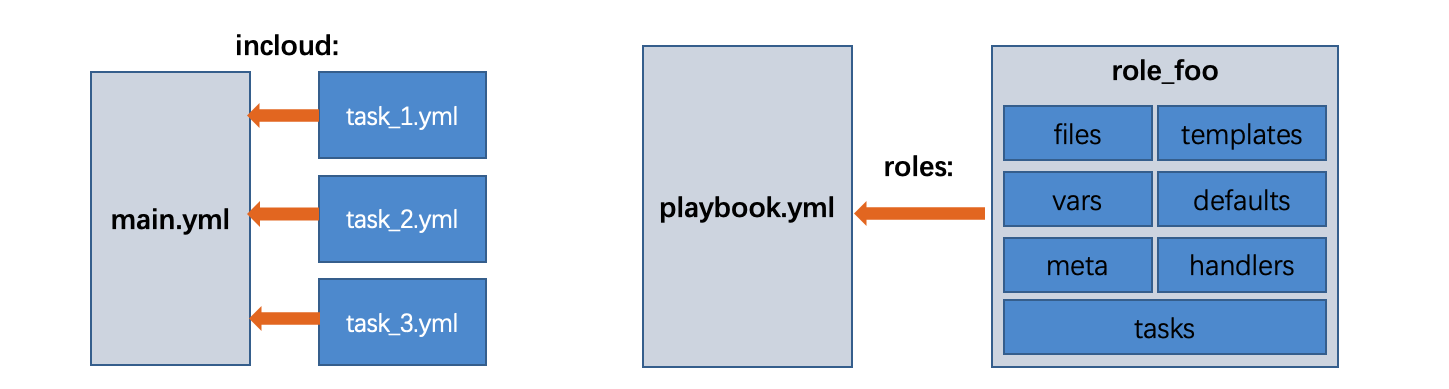 incloud:
main.yml
task_1.yml
task_2.yml
task_3.yml
playbook.yml
roles:
role_foo
files
templates
vars
defaults
meta
handlers
tasks